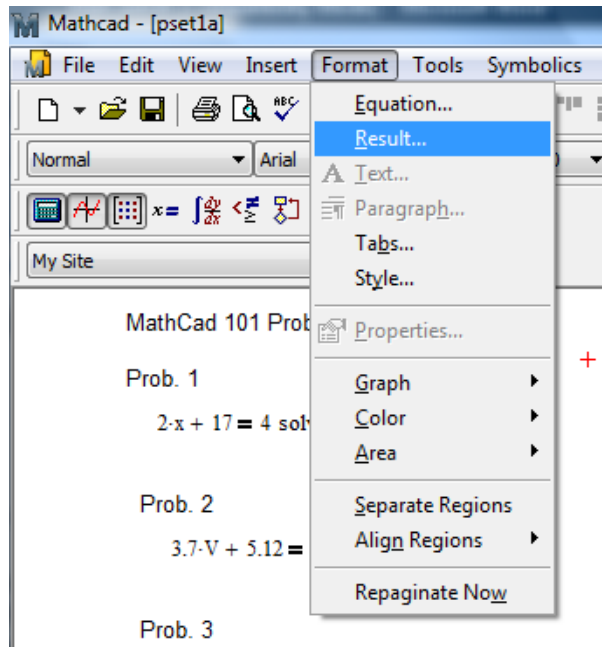 Mathcad - [pset1a]
File Edit View Insert Format Tools Symbolics
Equation...
ABC
Result...
Normal
Arial
A Text...
Paragraph...
x=
Tabs...
My Site
Style...
MathCad 101
Properties...
Prob. 1
Graph
2·x + 17 = 4
Color
Area
Prob. 2
Separate Regions
3.7·V + 5.12 =
Align Regions
Repaginate Now
Prob. 3